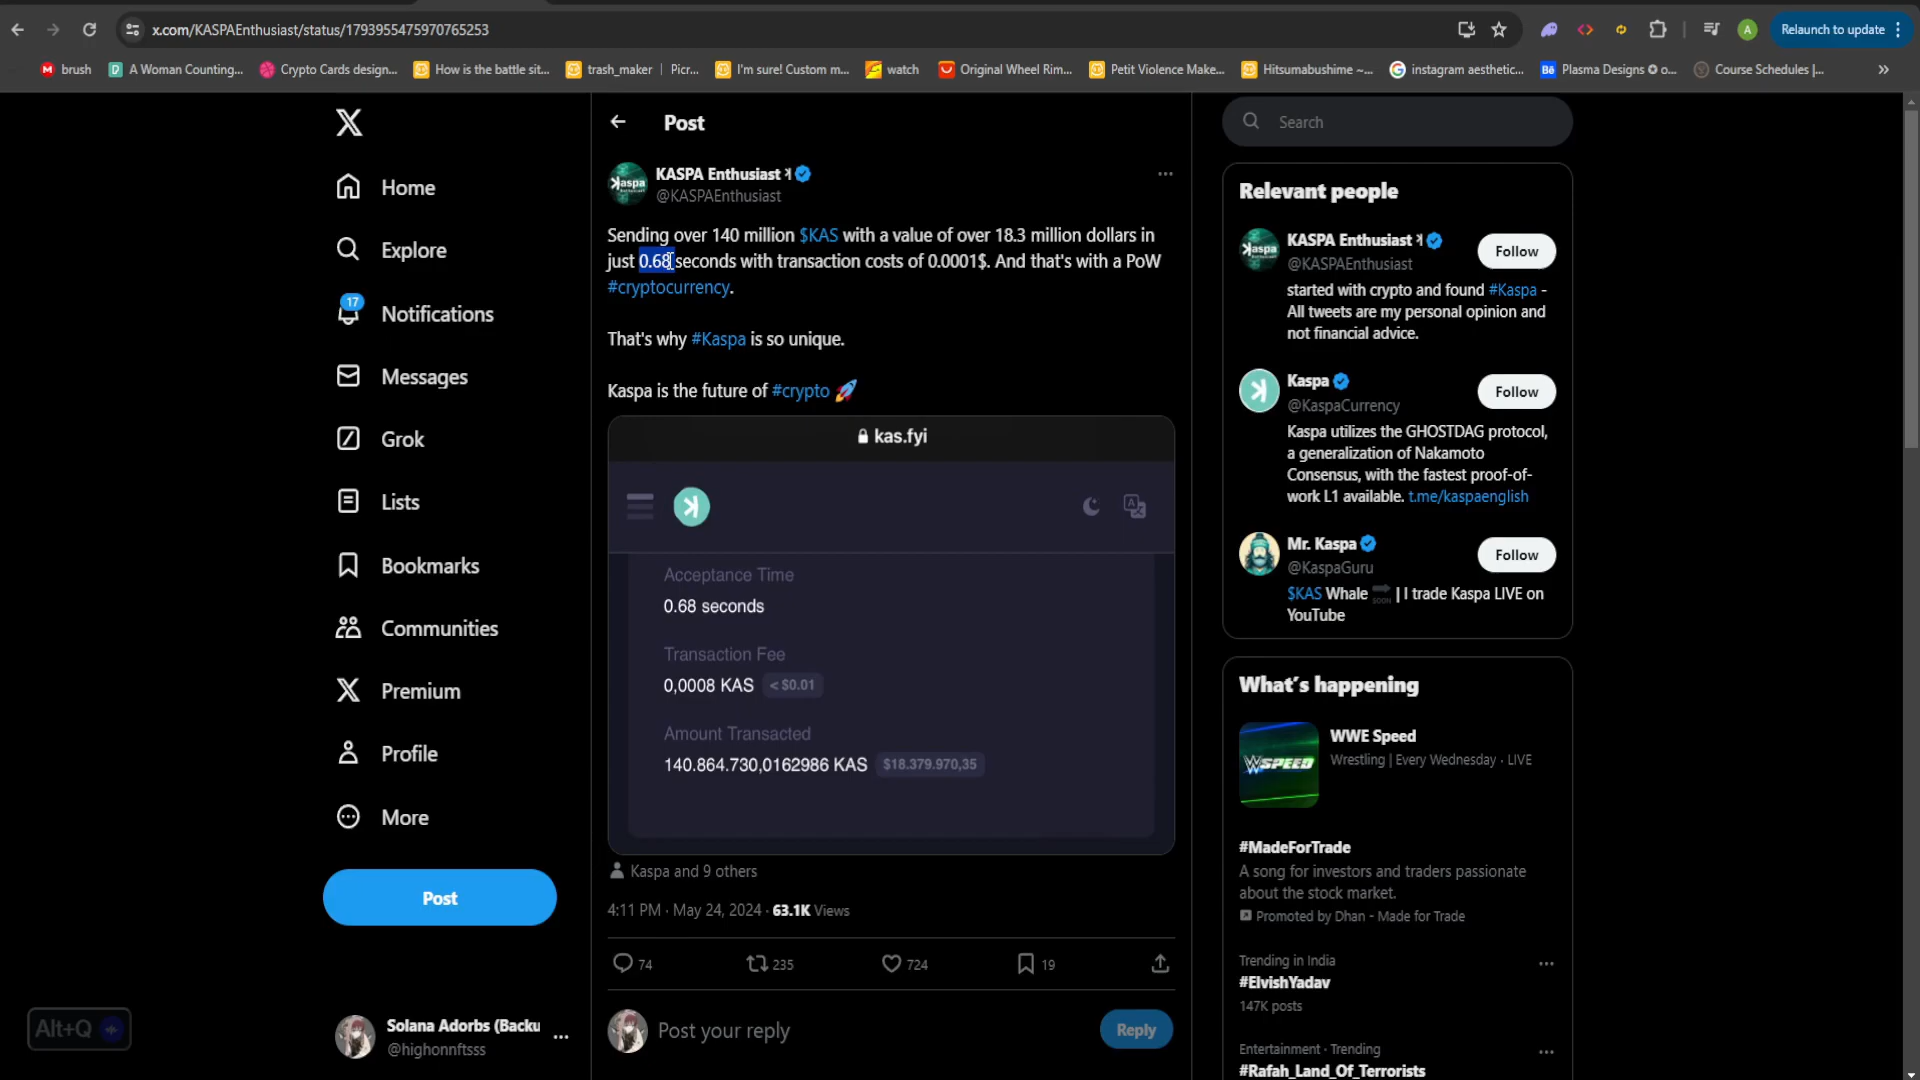 x.com/KASPAEnthusiast/status/1793955475970765253
A
Relaunch to update
brush
A Woman Counting...
Crypto Cards design...
How is the battle sit...
trash_maker | Picr...
I'm sure! Custom m...
watch
Original Wheel Rim...
Petit Violence Make...
Hitsumabushime ~...
instagram aesthetic...
Plasma Designs ✪ o...
Course Schedules |...
Home
Explore
17
Notifications
Messages
Grok
Lists
Bookmarks
Communities
Premium
Profile
More
Post
Solana Adorbs (Backu
@highonnftsss
Alt+Q
Post
KASPA Enthusiast
@KASPAEnthusiast
Sending over 140 million $KAS with a value of over 18.3 million dollars in
just 0.68 seconds with transaction costs of 0.0001$. And that's with a PoW
#cryptocurrency.
That's why #Kaspa is so unique.
Kaspa is the future of #crypto 🚀
kas.fyi
Acceptance Time
0.68 seconds
Transaction Fee
0,0008 KAS < $0.01
Amount Transacted
140.864.730,0162986 KAS $18.379.970,35
Kaspa and 9 others
4:11 PM · May 24, 2024 · 63.1K Views
74 235 724 19
Post your reply
Reply
Search
Relevant people
KASPA Enthusiast
@KASPAEnthusiast
Follow
started with crypto and found #Kaspa -
All tweets are my personal opinion and
not financial advice.
Kaspa
@KaspaCurrency
Follow
Kaspa utilizes the GHOSTDAG protocol,
a generalization of Nakamoto
Consensus, with the fastest proof-of-
work L1 available. t.me/kaspaenglish
Mr. Kaspa
@KaspaGuru
Follow
$KAS Whale 🔜 | I trade Kaspa LIVE on
YouTube
What's happening
WWE Speed
Wrestling | Every Wednesday · LIVE
SPEED
#MadeForTrade
A song for investors and traders passionate
about the stock market.
Promoted by Dhan - Made for Trade
Trending in India
#ElvishYadav
147K posts
Entertainment · Trending
#Rafah_Land_Of_Terrorists